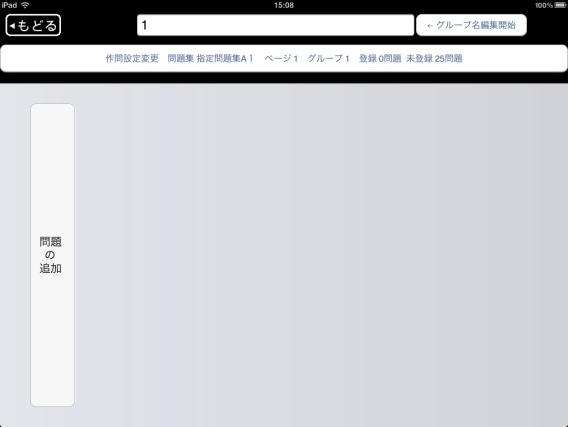 iPad 15:08 100%
◂もどる 1 ← グループ名編集開始
作問設定変更 問題集 指定問題集A1 ページ 1 グループ 1 登録 0問題 未登録 25問題
問題
の
追加